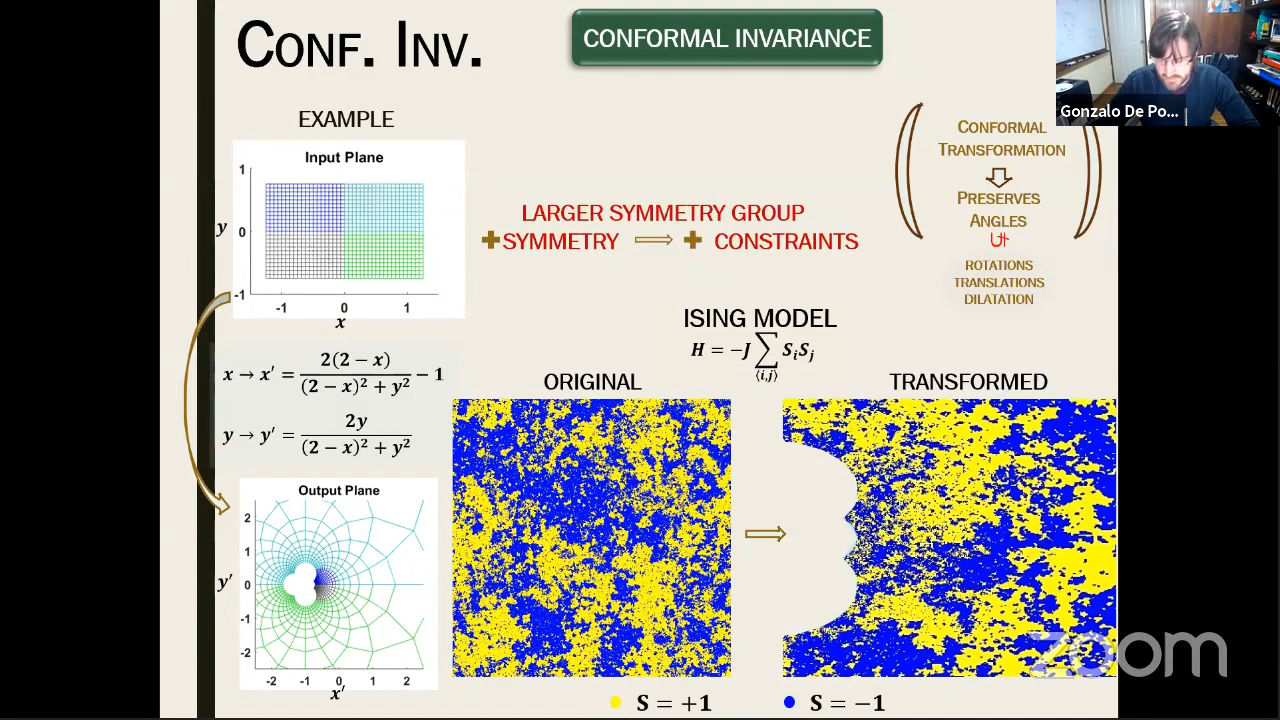 CONF. INV.
CONFORMAL INVARIANCE
Gonzalo De Po...
EXAMPLE
Input Plane
1
0
-1
y
-1 0 1
x
LARGER SYMMETRY GROUP
+SYMMETRY ⇒ + CONSTRAINTS
CONFORMAL
TRANSFORMATION
PRESERVES
ANGLES
ROTATIONS
TRANSLATIONS
DILATATION
ISING MODEL
H = −J ∑⟨i,j⟩ SᵢSⱼ
x → x′ = 2(2 − x) / ((2 − x)² + y²) − 1
y → y′ = 2y / ((2 − x)² + y²)
ORIGINAL
TRANSFORMED
Output Plane
2
1
0
-1
-2
y′
-2 -1 0 1 2
x′
S = +1
S = −1
zoom